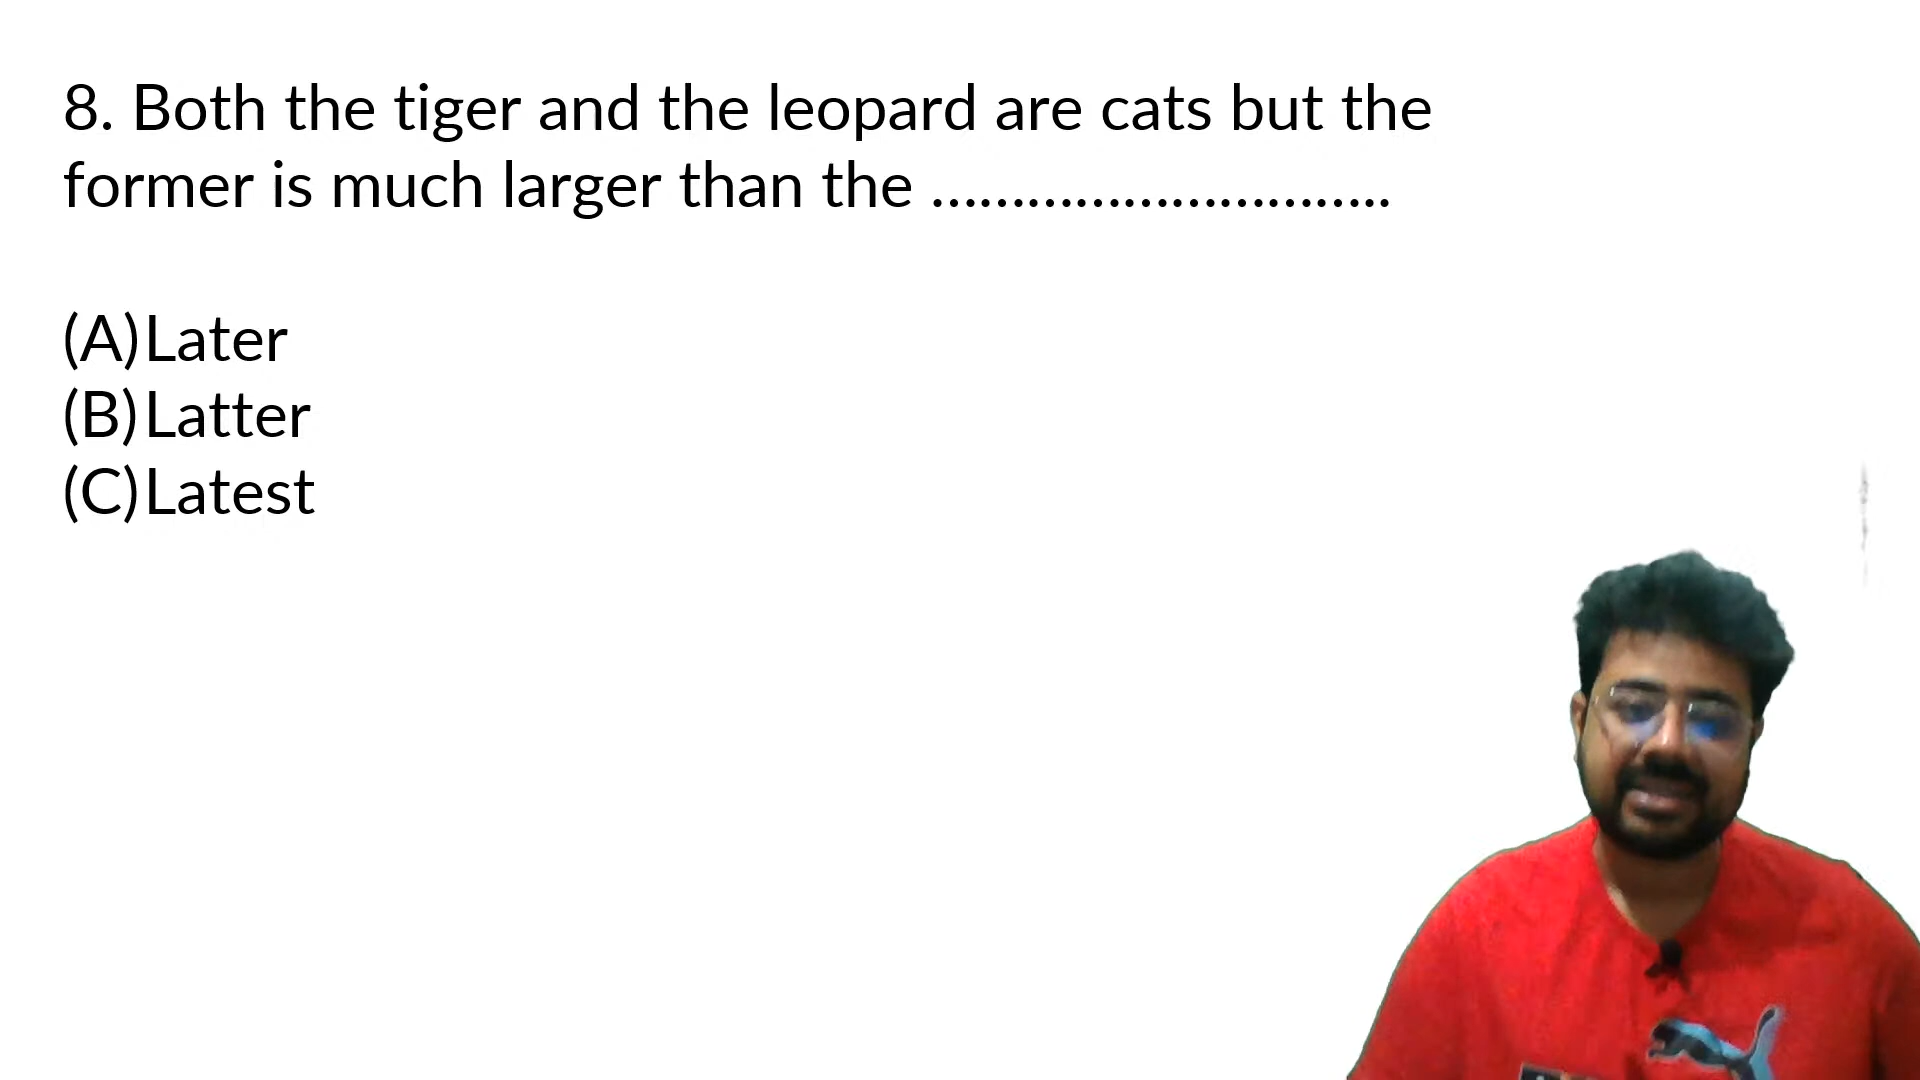 8. Both the tiger and the leopard are cats but the
former is much larger than the ...............................
(A) Later
(B) Latter
(C) Latest